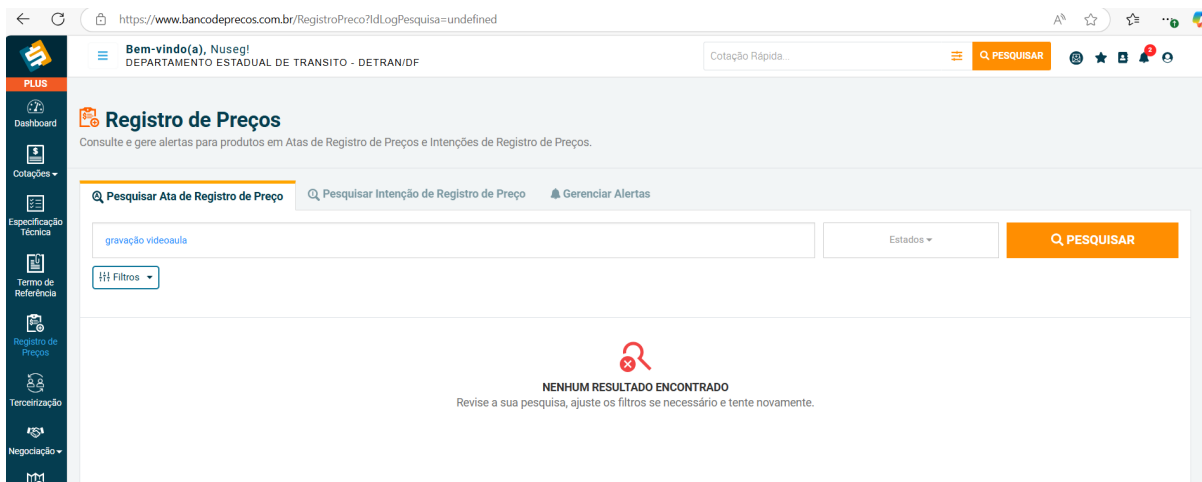 https://www.bancodeprecos.com.br/RegistroPreco?IdLogPesquisa=undefined
Bem-vindo(a), Nuseg!
DEPARTAMENTO ESTADUAL DE TRANSITO - DETRAN/DF
Cotação Rápida...
PESQUISAR
2
PLUS
Dashboard
Cotações
Especificação
Técnica
Termo de
Referência
Registro de
Preços
Terceirização
Negociação
Registro de Preços
Consulte e gere alertas para produtos em Atas de Registro de Preços e Intenções de Registro de Preços.
Pesquisar Ata de Registro de Preço
Pesquisar Intenção de Registro de Preço
Gerenciar Alertas
gravação videoaula
Estados
PESQUISAR
Filtros
NENHUM RESULTADO ENCONTRADO
Revise a sua pesquisa, ajuste os filtros se necessário e tente novamente.